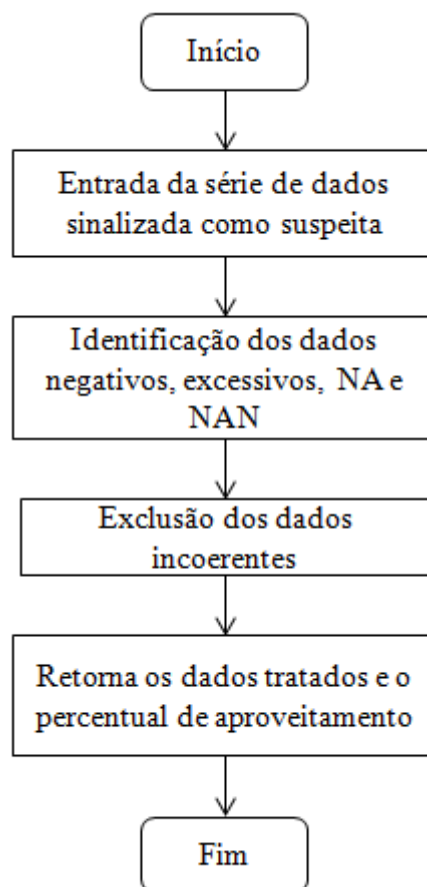 Início
Entrada da série de dados
sinalizada como suspeita
Identificação dos dados
negativos, excessivos, NA e
NAN
Exclusão dos dados
incoerentes
Retorna os dados tratados e o
percentual de aproveitamento
Fim